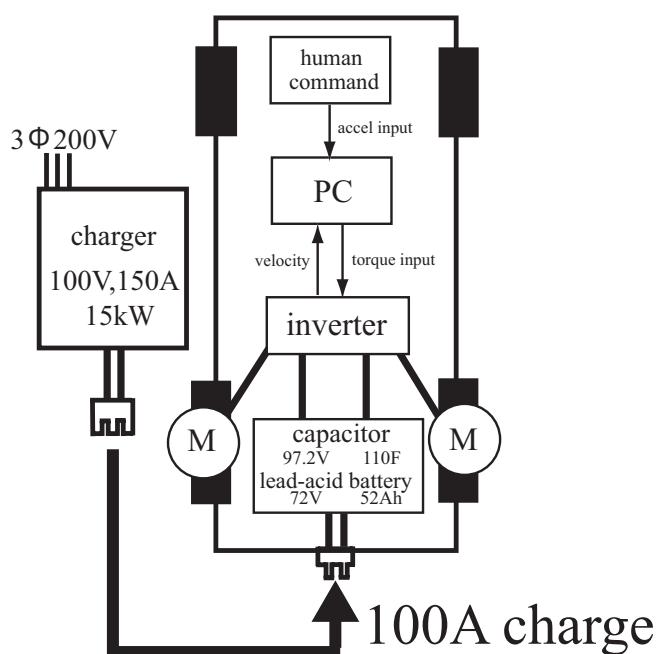 human
command
accel input
3Φ200V
PC
charger
100V,150A
15kW
velocity
torque input
inverter
M
capacitor
97.2V 110F
lead-acid battery
72V 52Ah
M
100A charge